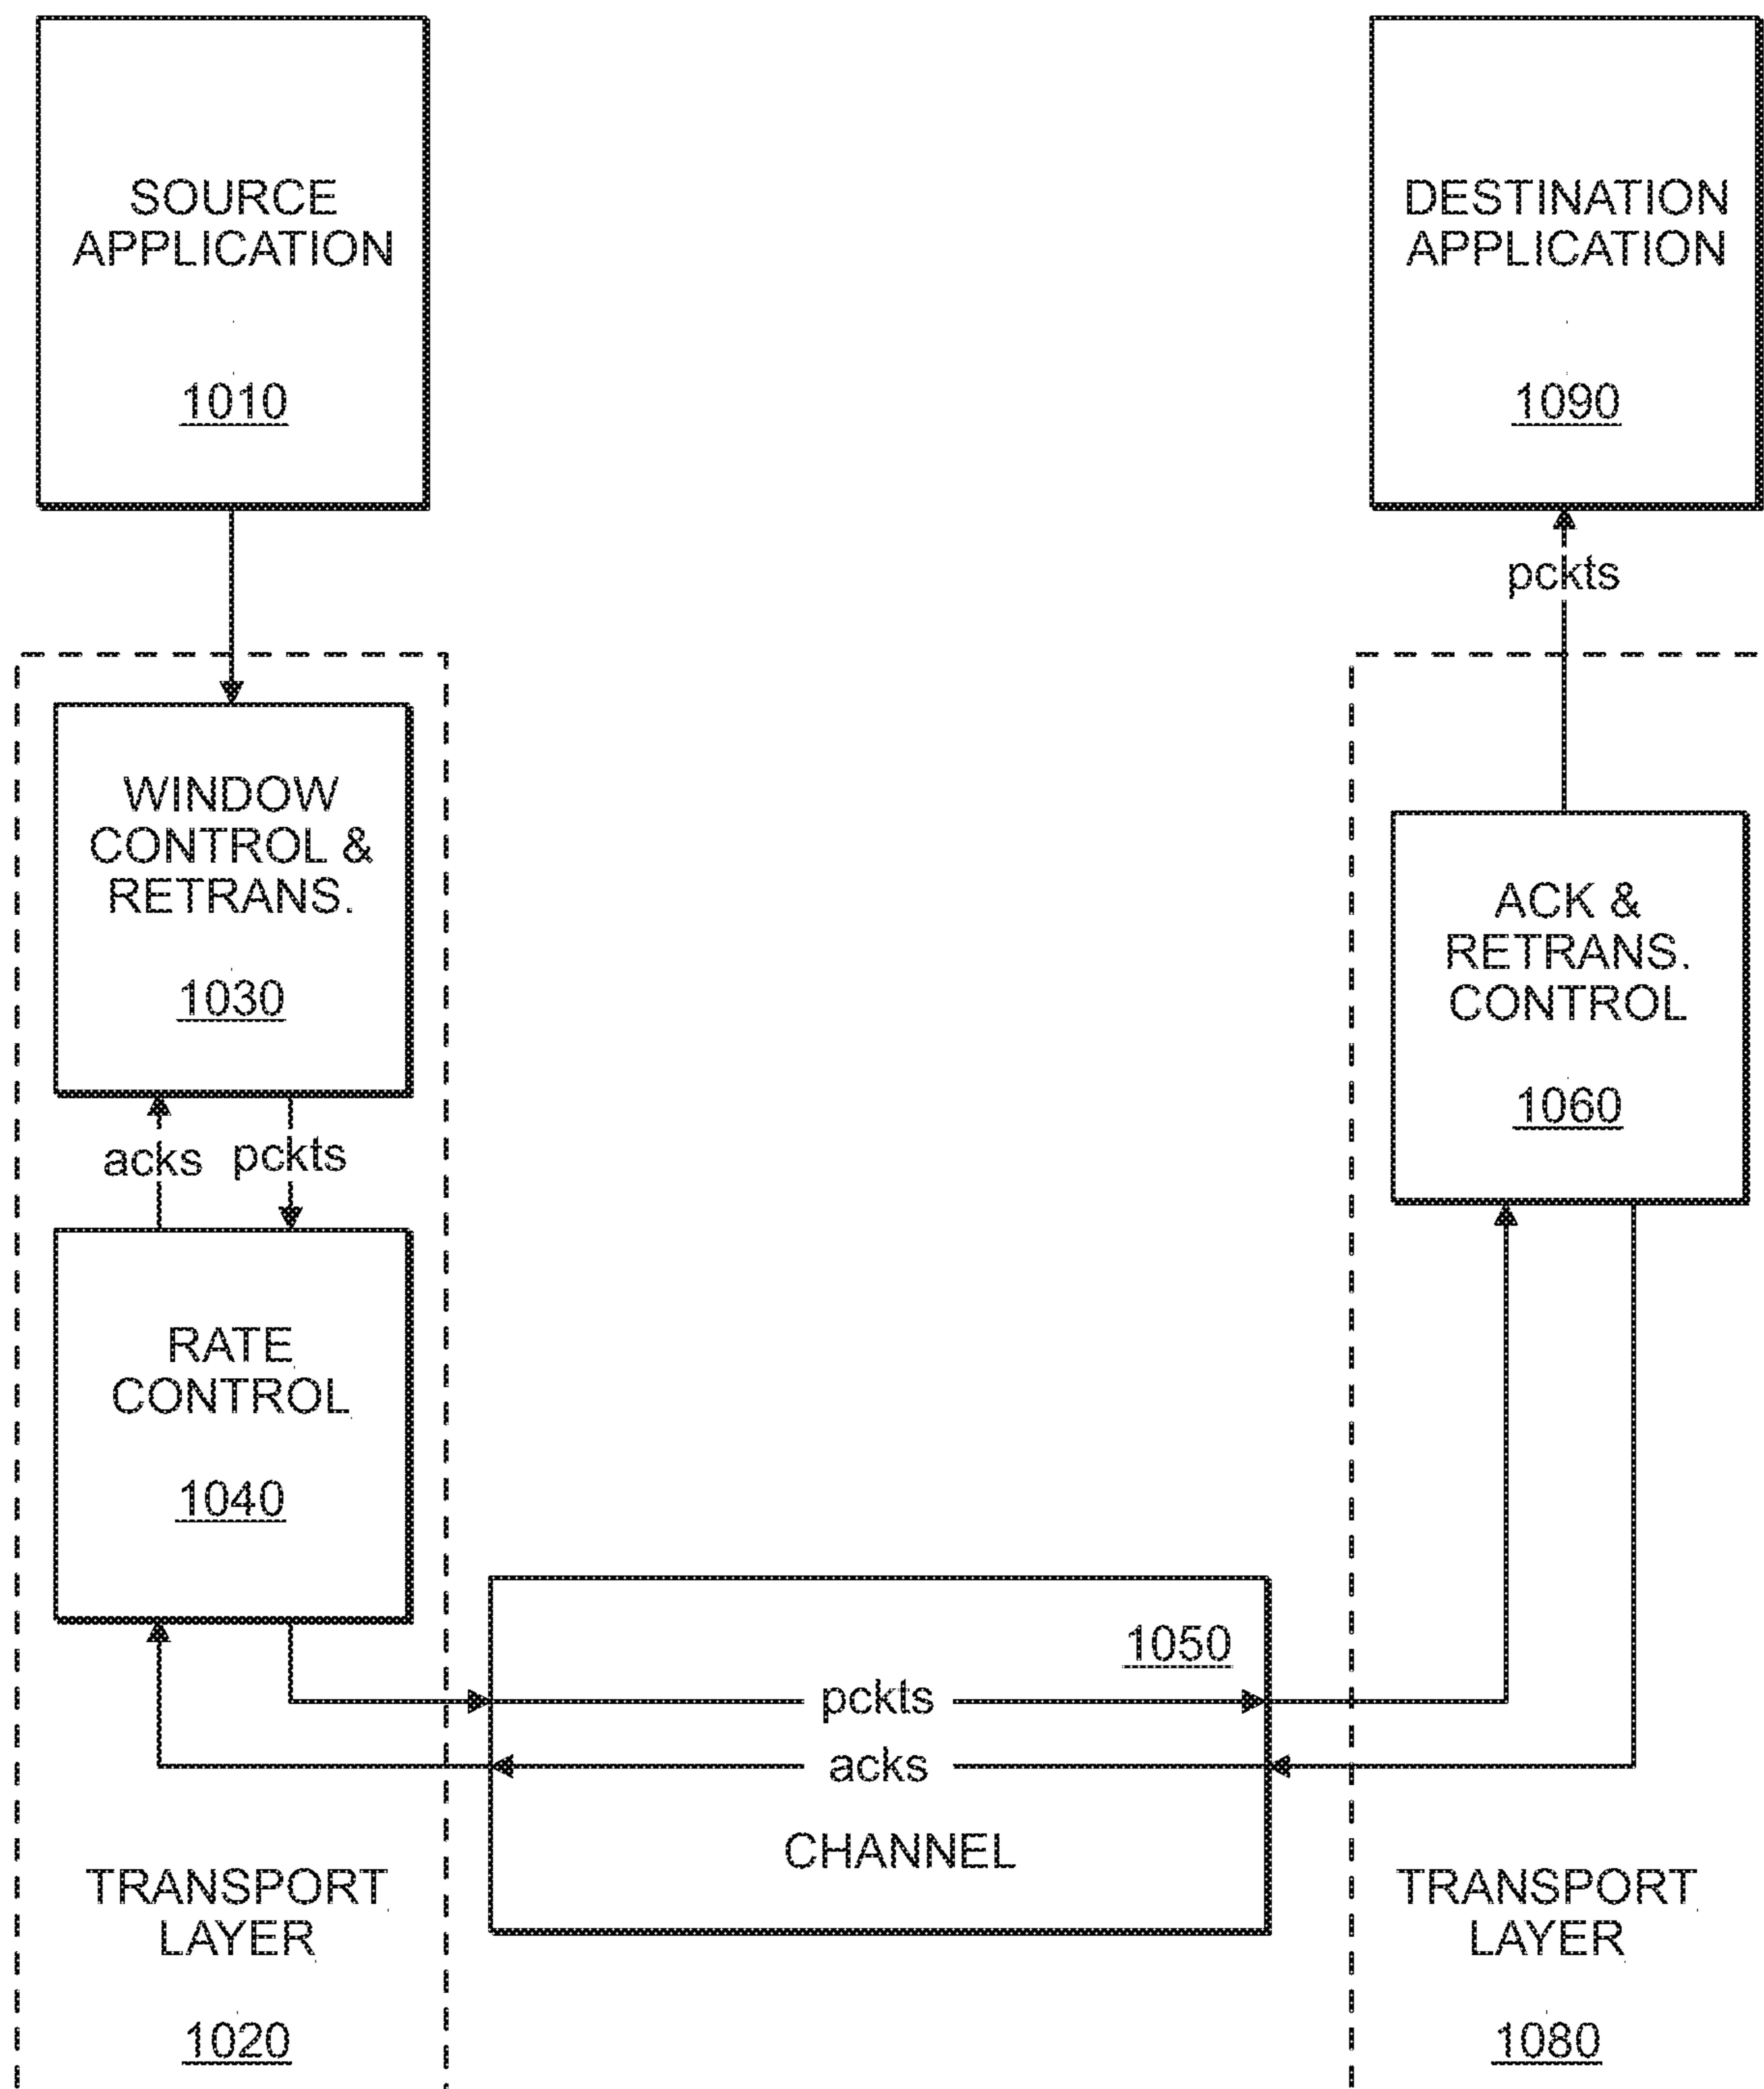 SOURCE
APPLICATION
1010
DESTINATION
APPLICATION
1090
pckts
WINDOW
CONTROL &
RETRANS.
1030
ACK &
RETRANS.
CONTROL
1060
acks
pckts
RATE
CONTROL
1040
1050
pckts
acks
CHANNEL
TRANSPORT
LAYER
1020
TRANSPORT
LAYER
1080